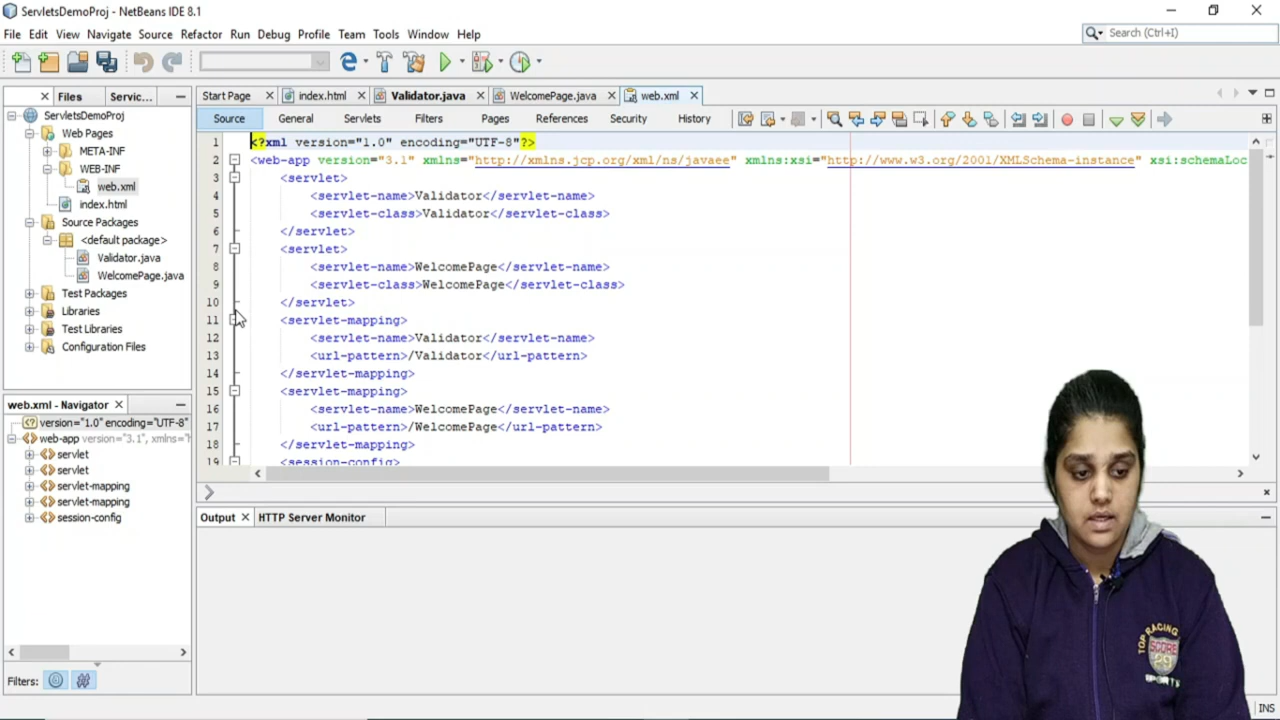 ServletsDemoProj - NetBeans IDE 8.1
File Edit View Navigate Source Refactor Run Debug Profile Team Tools Window Help
Search (Ctrl+I)
Files Servic...
Start Page index.html Validator.java WelcomePage.java web.xml
Source General Servlets Filters Pages References Security History
ServletsDemoProj
Web Pages
META-INF
WEB-INF
web.xml
index.html
Source Packages
<default package>
Validator.java
WelcomePage.java
Test Packages
Libraries
Test Libraries
Configuration Files
1 <?xml version="1.0" encoding="UTF-8"?>
2 <web-app version="3.1" xmlns="http://xmlns.jcp.org/xml/ns/javaee" xmlns:xsi="http://www.w3.org/2001/XMLSchema-instance" xsi:schemaLoc
3 <servlet>
4 <servlet-name>Validator</servlet-name>
5 <servlet-class>Validator</servlet-class>
6 </servlet>
7 <servlet>
8 <servlet-name>WelcomePage</servlet-name>
9 <servlet-class>WelcomePage</servlet-class>
10 </servlet>
11 <servlet-mapping>
12 <servlet-name>Validator</servlet-name>
13 <url-pattern>/Validator</url-pattern>
14 </servlet-mapping>
15 <servlet-mapping>
16 <servlet-name>WelcomePage</servlet-name>
17 <url-pattern>/WelcomePage</url-pattern>
18 </servlet-mapping>
19 <session-config>
web.xml - Navigator
version="1.0" encoding="UTF-8"
web-app version="3.1", xmlns="h
servlet
servlet
servlet-mapping
servlet-mapping
session-config
Filters:
Output HTTP Server Monitor
TOP RACING
SCORE
29
SPORTS
INS